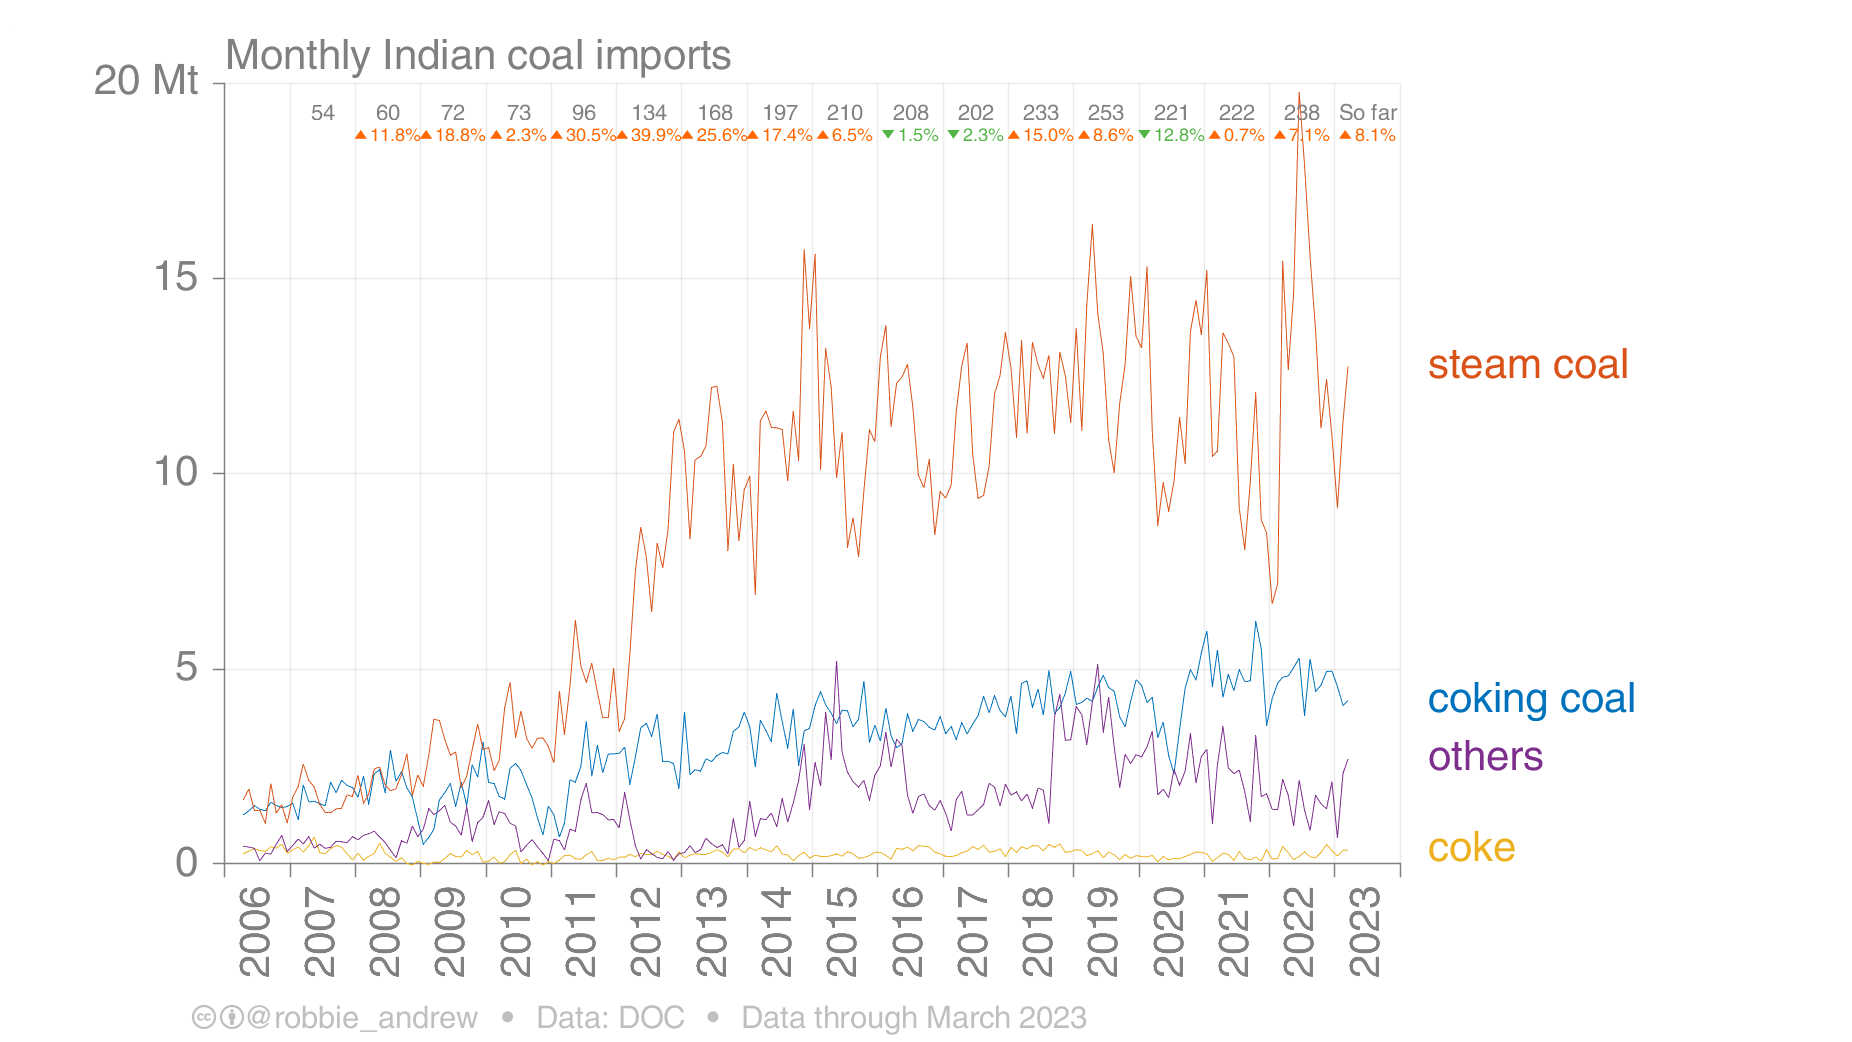 Monthly Indian coal imports
20 Mt
54 60 72 73 96 134 168 197 210 208 202 233 253 221 222 238 So far
▲ 11.8% ▲ 18.8% ▲ 2.3% ▲ 30.5% ▲ 39.9% ▲ 25.6% ▲ 17.4% ▲ 6.5% ▼ 1.5% ▼ 2.3% ▲ 15.0% ▲ 8.6% ▼ 12.8% ▲ 0.7% ▲ 7.1% ▲ 8.1%
15
steam coal
10
5
coking coal
others
coke
0
2006 2007 2008 2009 2010 2011 2012 2013 2014 2015 2016 2017 2018 2019 2020 2021 2022 2023
cc @robbie_andrew • Data: DOC • Data through March 2023